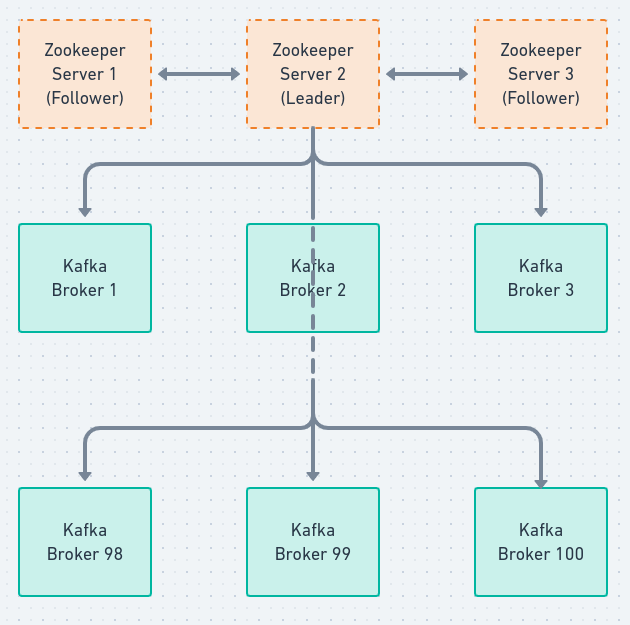 Zookeeper
Server 1
(Follower)
Zookeeper
Server 2
(Leader)
Zookeeper
Server 3
(Follower)
Kafka
Broker 1
Kafka
Broker 2
Kafka
Broker 3
Kafka
Broker 98
Kafka
Broker 99
Kafka
Broker 100